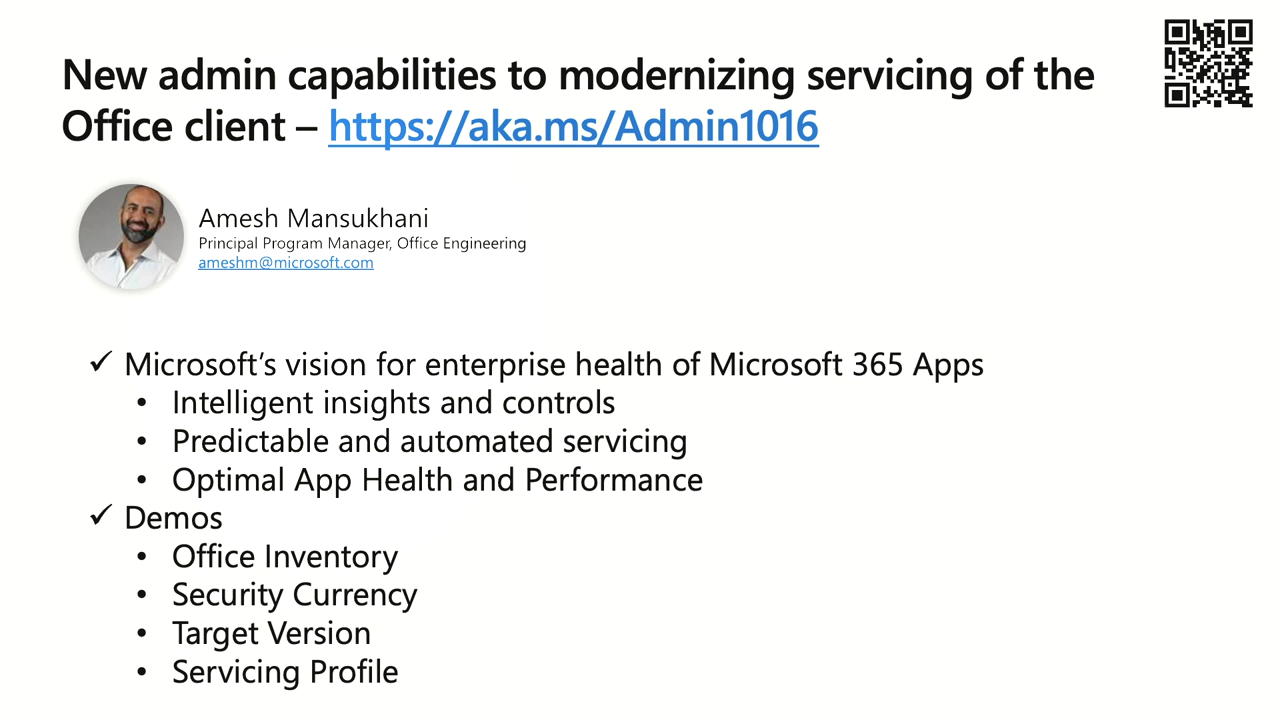 New admin capabilities to modernizing servicing of the
Office client – https://aka.ms/Admin1016
Amesh Mansukhani
Principal Program Manager, Office Engineering
ameshm@microsoft.com
✓ Microsoft’s vision for enterprise health of Microsoft 365 Apps
• Intelligent insights and controls
• Predictable and automated servicing
• Optimal App Health and Performance
✓ Demos
• Office Inventory
• Security Currency
• Target Version
• Servicing Profile